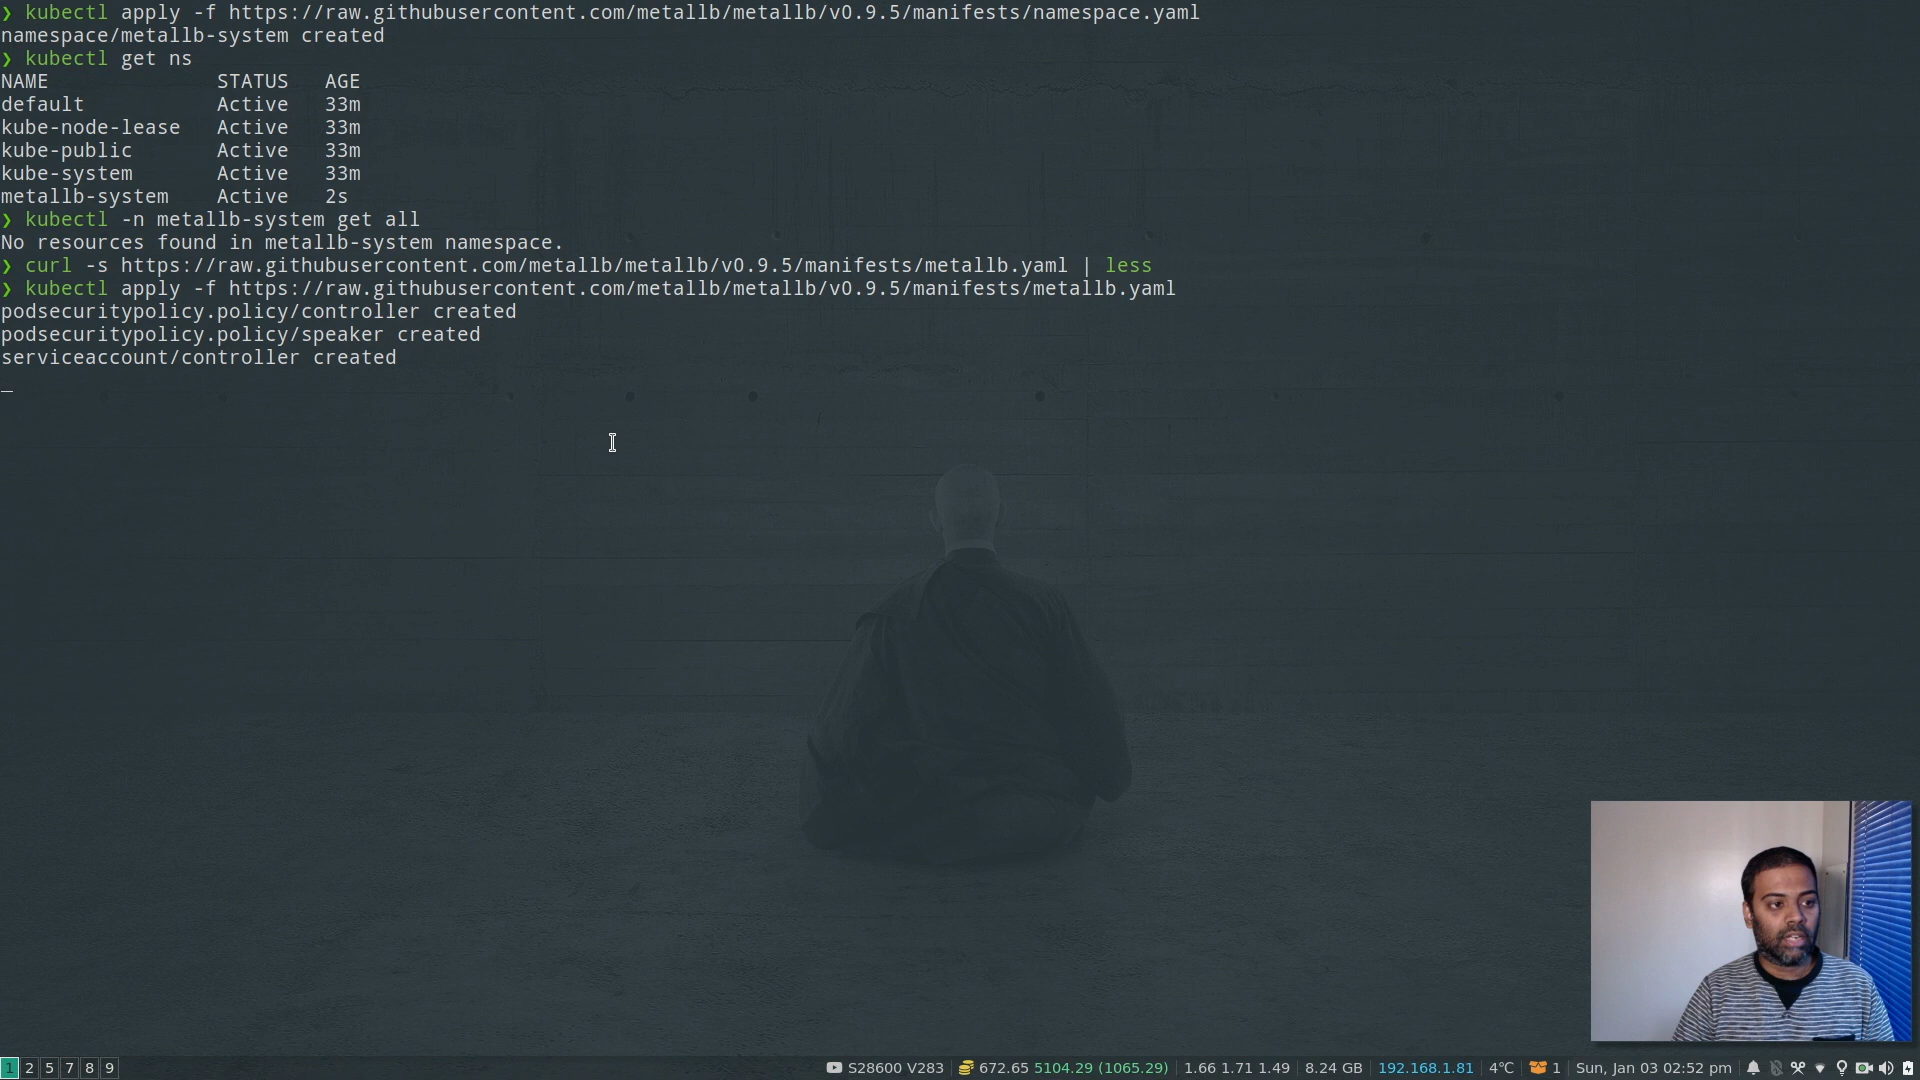 ❯ kubectl apply -f https://raw.githubusercontent.com/metallb/metallb/v0.9.5/manifests/namespace.yaml
namespace/metallb-system created
❯ kubectl get ns
NAME              STATUS   AGE
default           Active   33m
kube-node-lease   Active   33m
kube-public       Active   33m
kube-system       Active   33m
metallb-system    Active   2s
❯ kubectl -n metallb-system get all
No resources found in metallb-system namespace.
❯ curl -s https://raw.githubusercontent.com/metallb/metallb/v0.9.5/manifests/metallb.yaml | less
❯ kubectl apply -f https://raw.githubusercontent.com/metallb/metallb/v0.9.5/manifests/metallb.yaml
podsecuritypolicy.policy/controller created
podsecuritypolicy.policy/speaker created
serviceaccount/controller created
1 2 5 7 8 9 S28600 V283 672.65 5104.29 (1065.29) 1.66 1.71 1.49 8.24 GB 192.168.1.81 4°C 1 Sun, Jan 03 02:52 pm